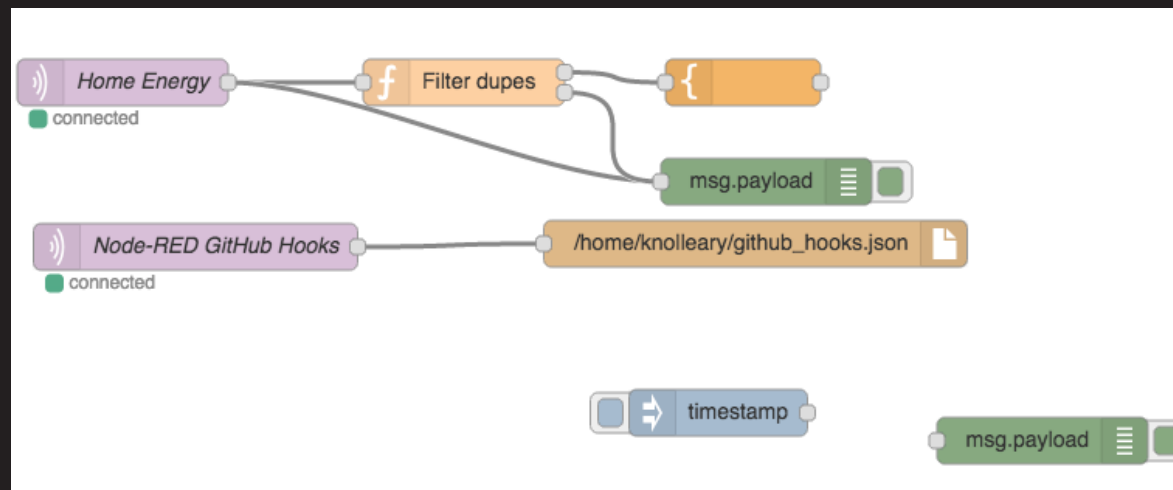 Home Energy
Filter dupes
{
connected
msg.payload
Node-RED GitHub Hooks
/home/knolleary/github_hooks.json
connected
timestamp
msg.payload